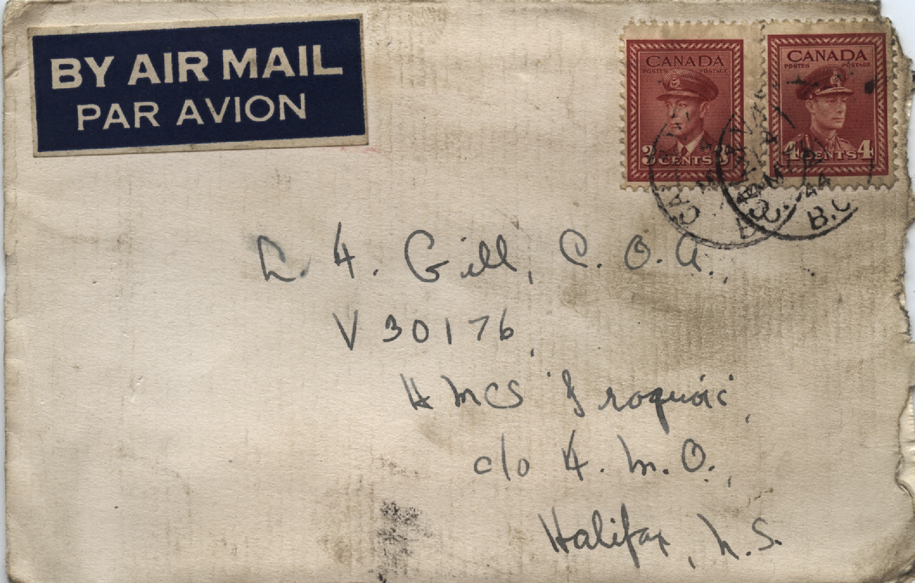 BY AIR MAIL
PAR AVION
CANADA
POSTES POSTAGE
3 CENTS 3
CANADA
POSTES POSTAGE
4 CENTS 4
44
B.C.
L. H. Gill, C. O. A.,
V 30176,
H M C S 'Iroquois',
c/o F. M. O.
Halifax, N.S.